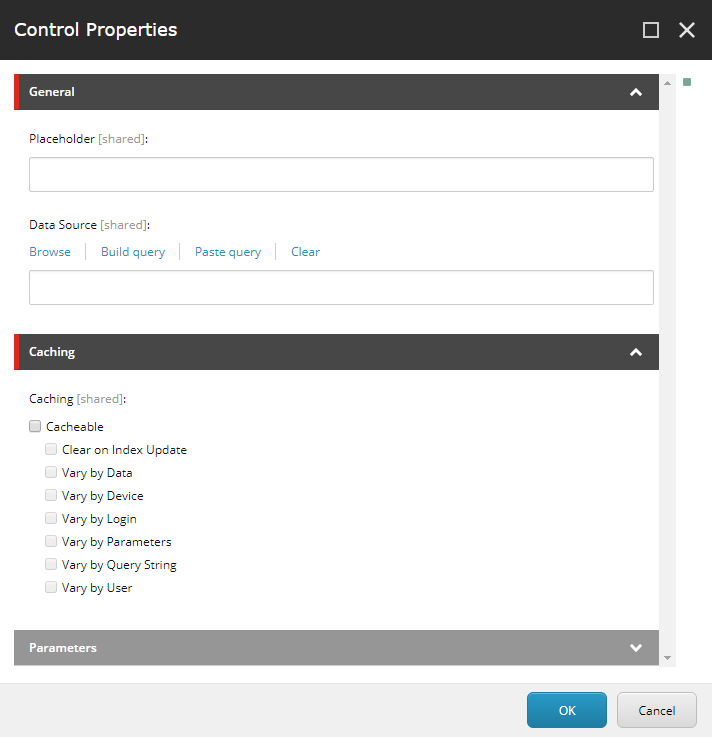 Control Properties
General
Placeholder [shared]:
Data Source [shared]:
Browse Build query Paste query Clear
Caching
Caching [shared]:
Cacheable
Clear on Index Update
Vary by Data
Vary by Device
Vary by Login
Vary by Parameters
Vary by Query String
Vary by User
Parameters
OK Cancel